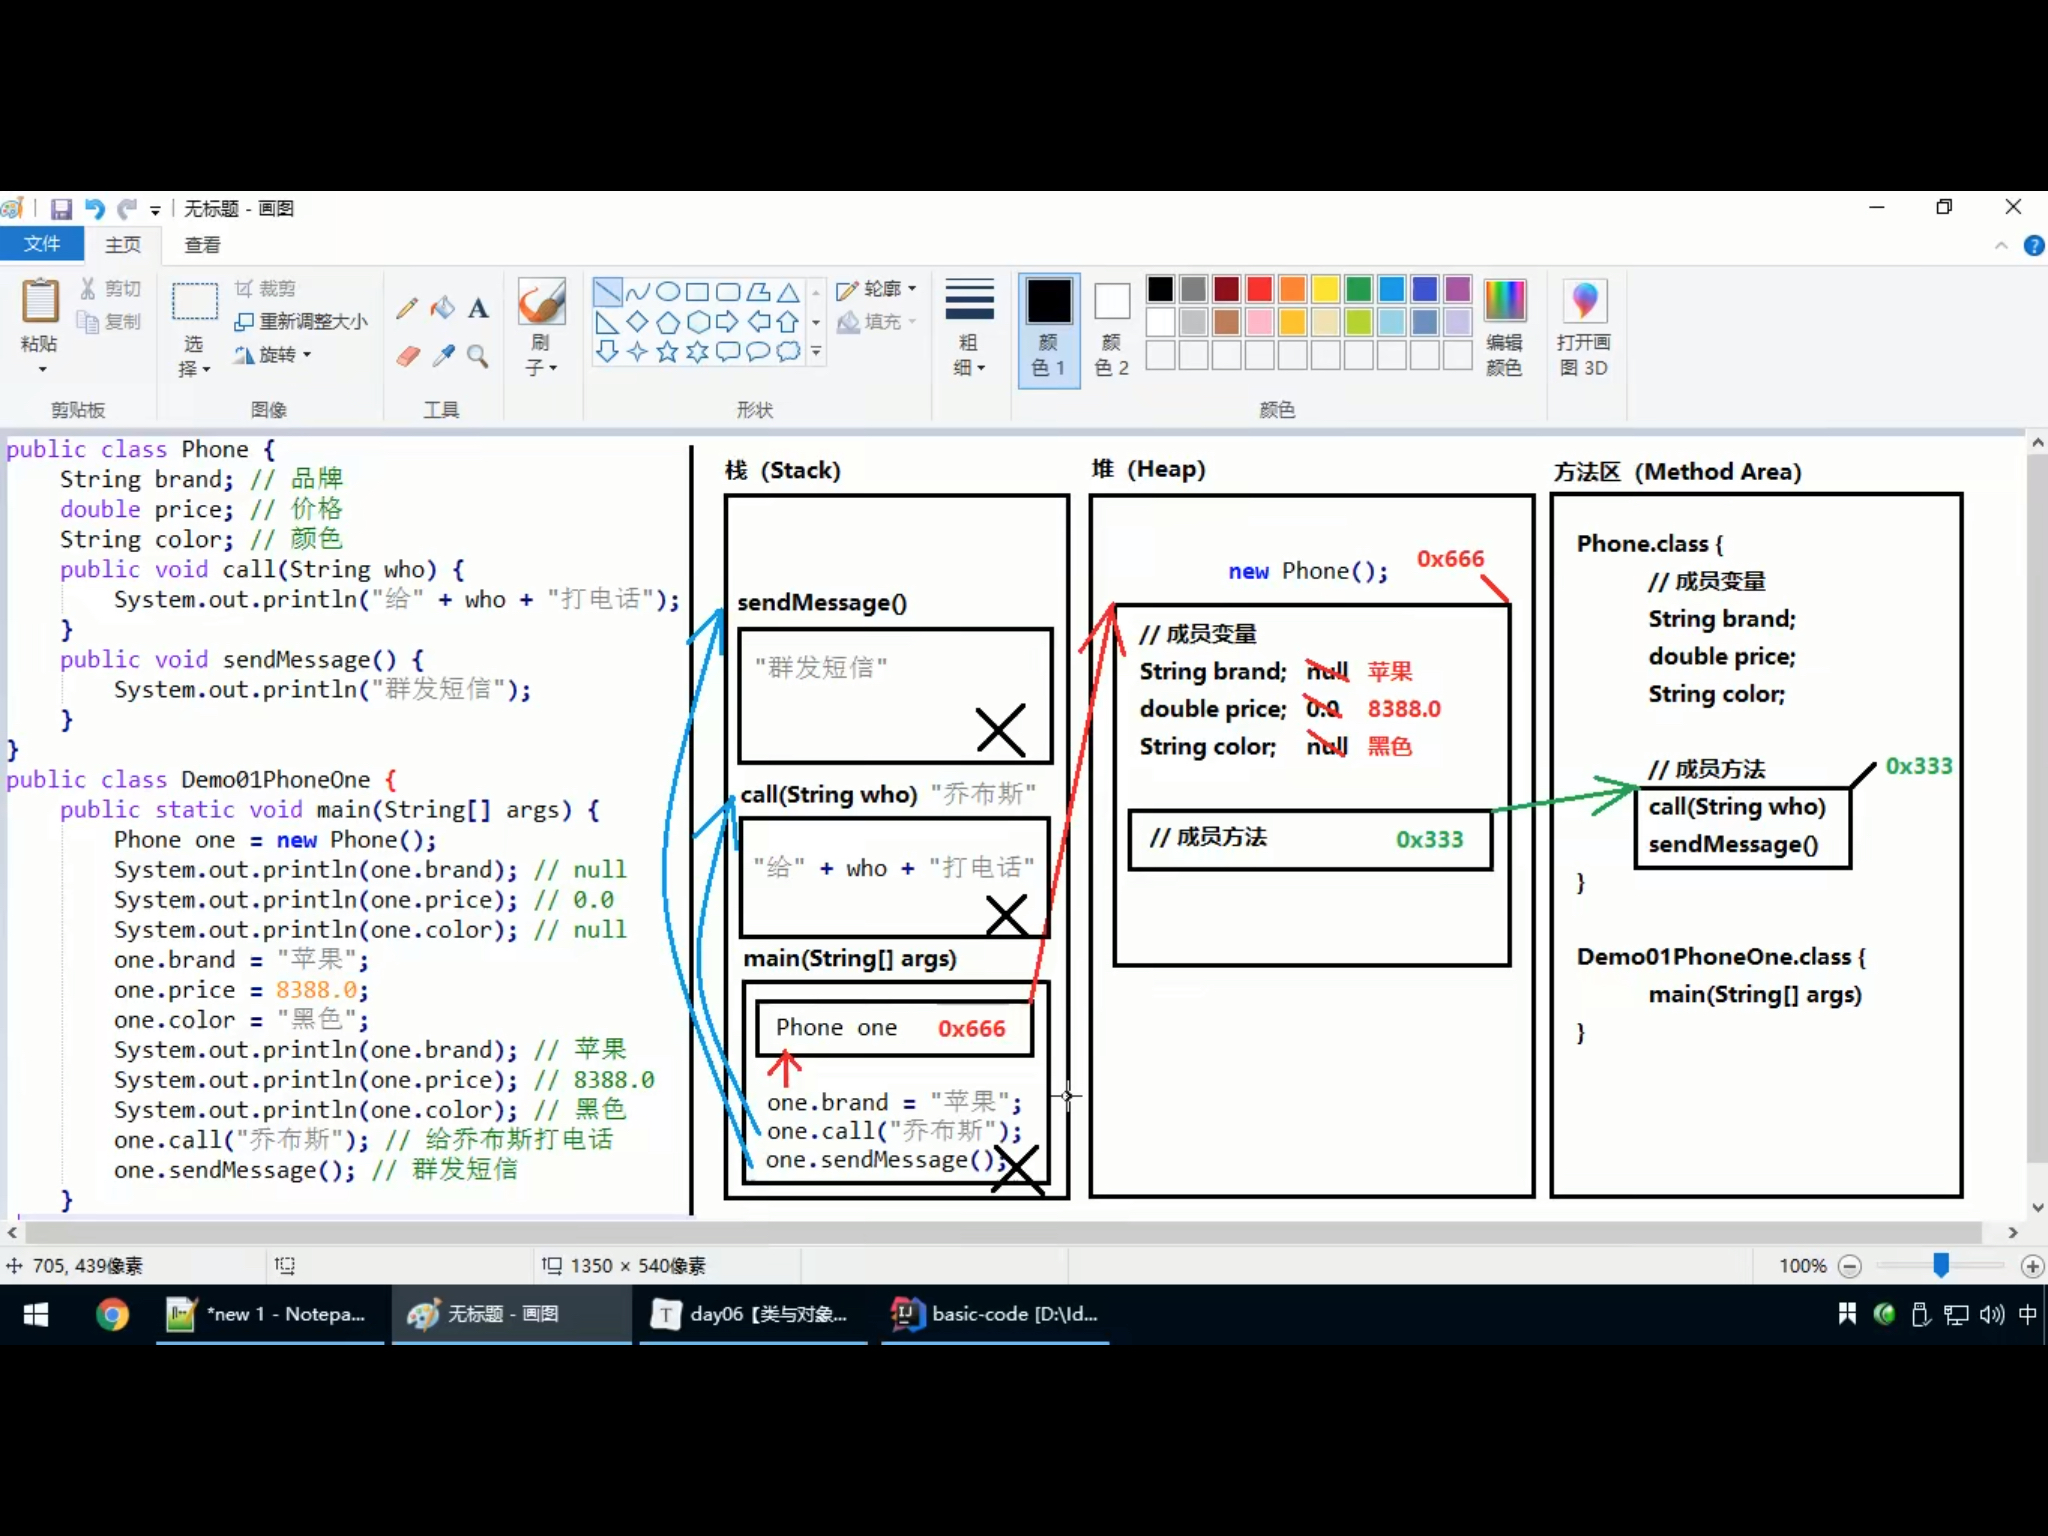 无标题 - 画图
文件 主页 查看
粘贴
剪切
复制
剪贴板
选择
裁剪
重新调整大小
旋转
图像
A
工具
刷子
轮廓
填充
形状
粗细
颜色 1
颜色 2
颜色
编辑颜色
打开画图 3D
public class Phone {
String brand; // 品牌
double price; // 价格
String color; // 颜色
public void call(String who) {
System.out.println("给" + who + "打电话");
}
public void sendMessage() {
System.out.println("群发短信");
}
}
public class Demo01PhoneOne {
public static void main(String[] args) {
Phone one = new Phone();
System.out.println(one.brand); // null
System.out.println(one.price); // 0.0
System.out.println(one.color); // null
one.brand = "苹果";
one.price = 8388.0;
one.color = "黑色";
System.out.println(one.brand); // 苹果
System.out.println(one.price); // 8388.0
System.out.println(one.color); // 黑色
one.call("乔布斯"); // 给乔布斯打电话
one.sendMessage(); // 群发短信
}
栈（Stack）
sendMessage()
"群发短信"
call(String who) "乔布斯"
"给" + who + "打电话"
main(String[] args)
Phone one 0x666
one.brand = "苹果";
one.call("乔布斯");
one.sendMessage();
堆（Heap）
new Phone(); 0x666
// 成员变量
String brand; null 苹果
double price; 0.0 8388.0
String color; null 黑色
// 成员方法 0x333
方法区（Method Area）
Phone.class {
// 成员变量
String brand;
double price;
String color;
// 成员方法 0x333
call(String who)
sendMessage()
}
Demo01PhoneOne.class {
main(String[] args)
}
705, 439像素
1350 × 540像素
100%
*new 1 - Notepa...
无标题 - 画图
T day06【类与对象...
IJ basic-code [D:\Id...
中